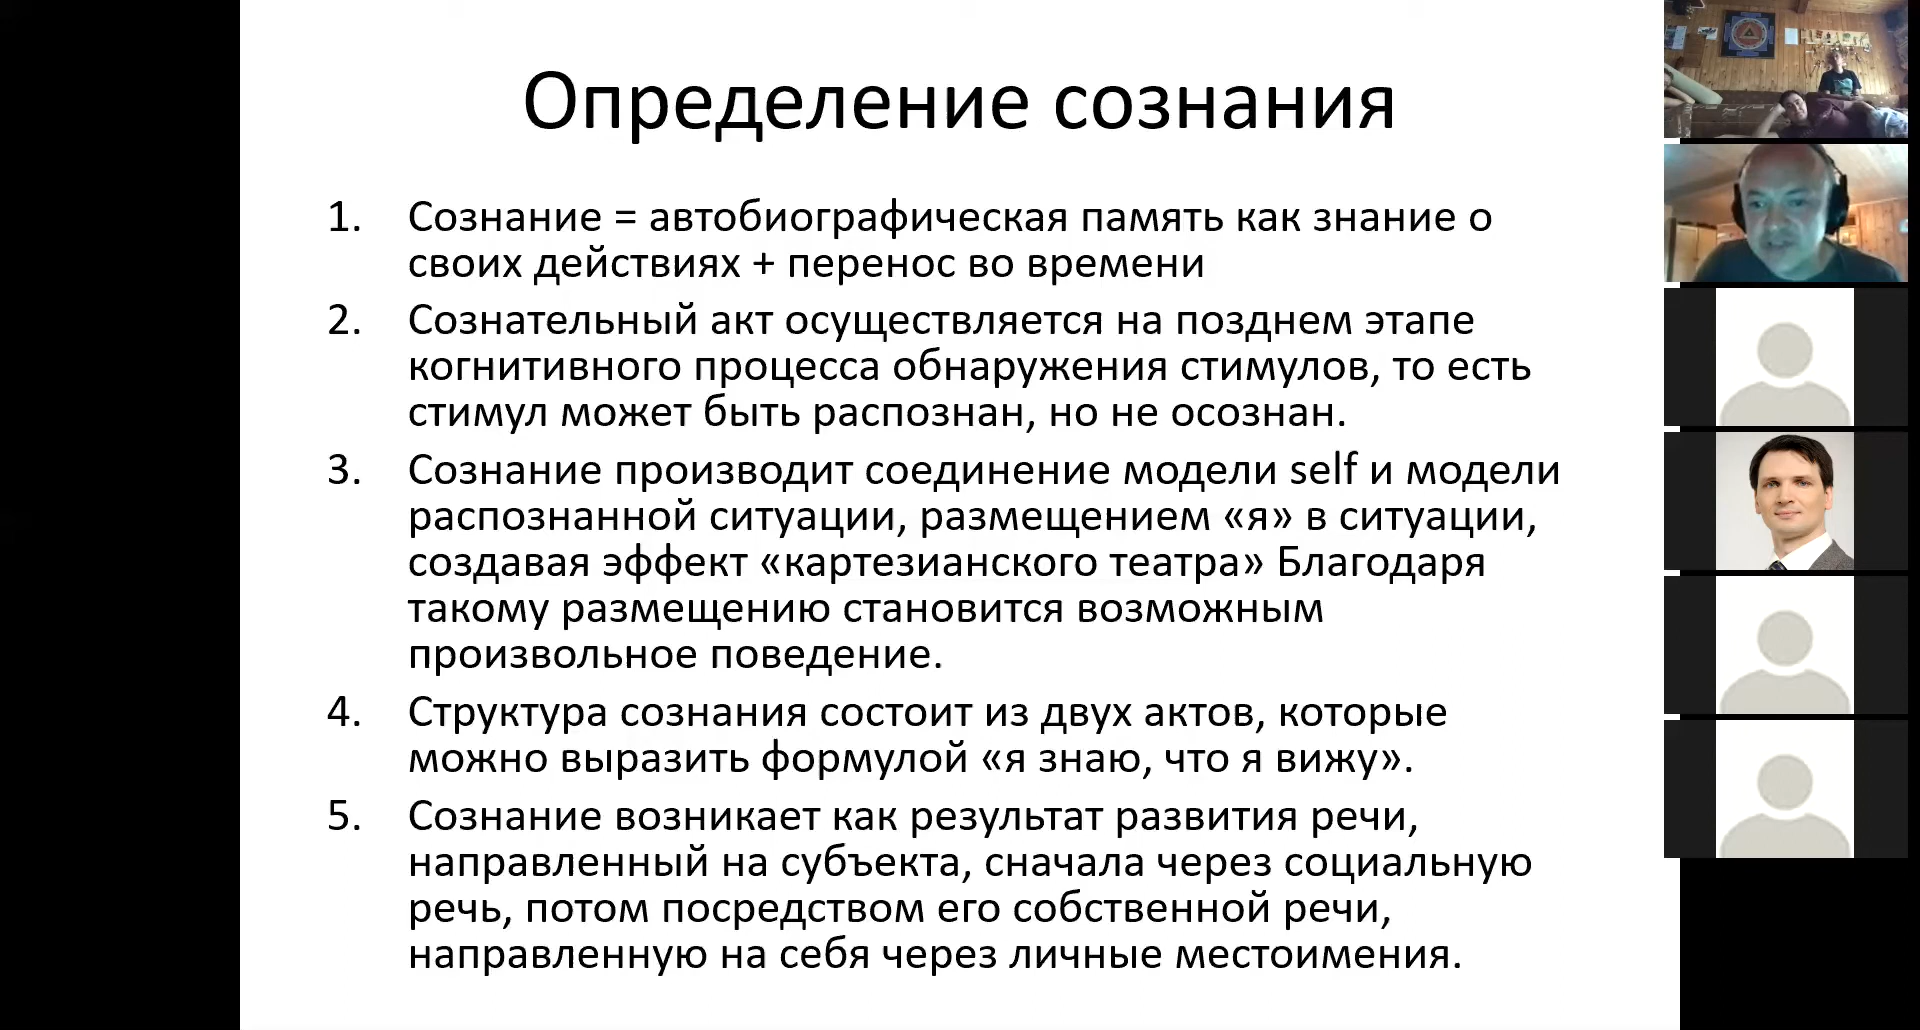 Определение сознания
1. Сознание = автобиографическая память как знание о
своих действиях + перенос во времени
2. Сознательный акт осуществляется на позднем этапе
когнитивного процесса обнаружения стимулов, то есть
стимул может быть распознан, но не осознан.
3. Сознание производит соединение модели self и модели
распознанной ситуации, размещением «я» в ситуации,
создавая эффект «картезианского театра» Благодаря
такому размещению становится возможным
произвольное поведение.
4. Структура сознания состоит из двух актов, которые
можно выразить формулой «я знаю, что я вижу».
5. Сознание возникает как результат развития речи,
направленный на субъекта, сначала через социальную
речь, потом посредством его собственной речи,
направленную на себя через личные местоимения.